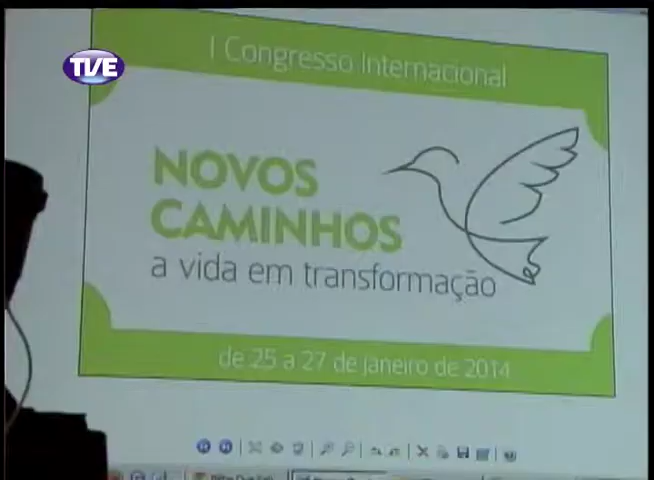 TVE
I Congresso Internacional
NOVOS
CAMINHOS
a vida em transformação
de 25 a 27 de janeiro de 2014